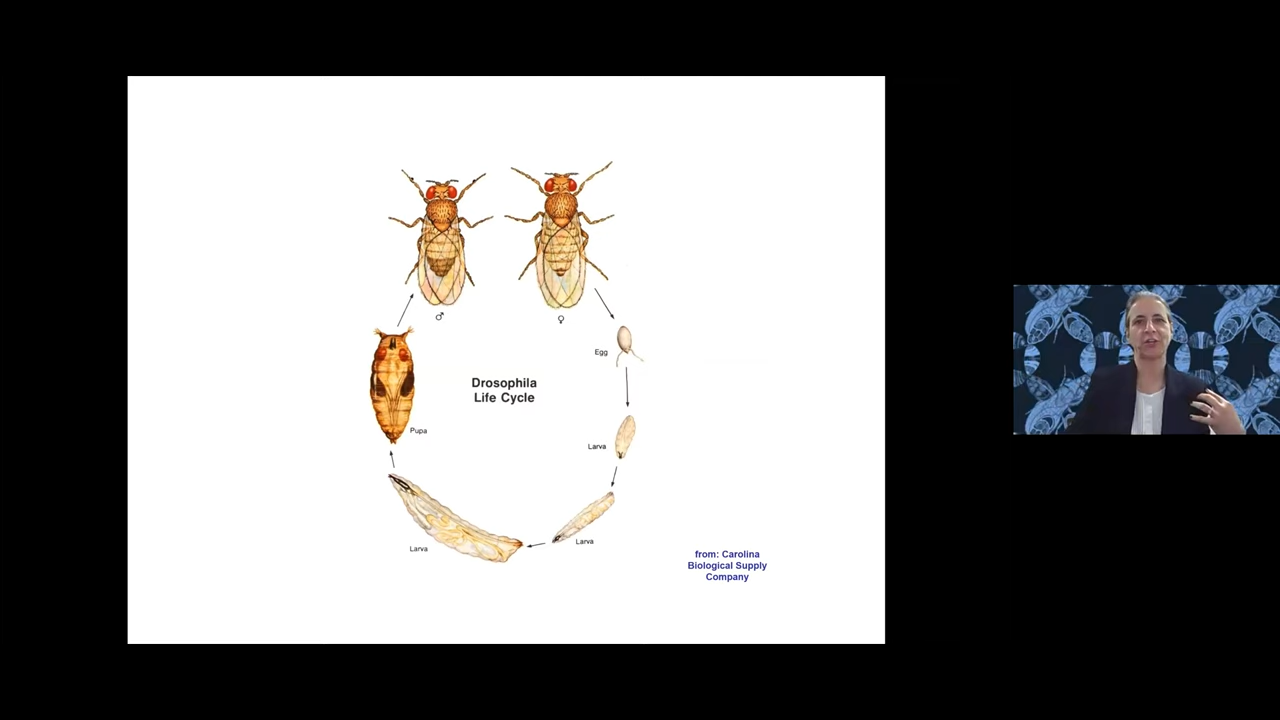 ♂
♀
Egg
Drosophila
Life Cycle
Pupa
Larva
Larva
Larva
from: Carolina
Biological Supply
Company